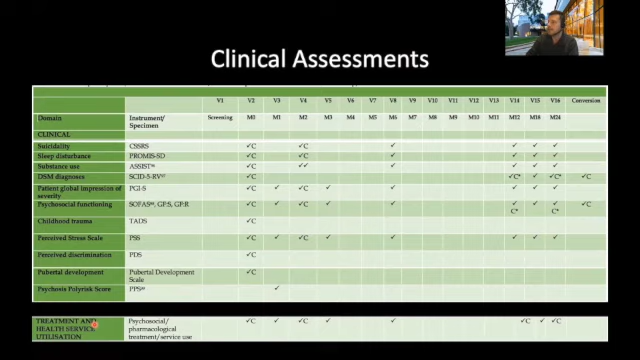 Clinical Assessments
V1 V2 V3 V4 V5 V6 V7 V8 V9 V10 V11 V12 V13 V14 V15 V16 Conversion
Domain Instrument/ Specimen Screening M0 M1 M2 M3 M4 M5 M6 M7 M8 M9 M10 M11 M12 M18 M24
CLINICAL
Suicidality CSSRS ✓C ✓C ✓ ✓ ✓ ✓
Sleep disturbance PROMIS-SD ✓C ✓C ✓ ✓ ✓ ✓
Substance use ASSIST ✓C ✓✓ ✓ ✓ ✓ ✓
DSM diagnoses SCID-5-RV ✓C ✓C* ✓C* ✓C
Patient global impression of severity PGI-S ✓C ✓ ✓C ✓ ✓ ✓ ✓ ✓
Psychosocial functioning SOFAS, GF:S, GF:R ✓C ✓ ✓C ✓ ✓ ✓ C* ✓ ✓ C* ✓C
Childhood trauma TADS ✓C
Perceived Stress Scale PSS ✓C ✓ ✓C ✓ ✓ ✓ ✓ ✓
Perceived discrimination PDS ✓C
Pubertal development Pubertal Development Scale ✓C
Psychosis Polyrisk Score PPS ✓
TREATMENT AND HEALTH SERVICE UTILISATION Psychosocial/ pharmacological treatment/service use ✓C ✓ ✓C ✓ ✓ ✓C ✓ ✓C